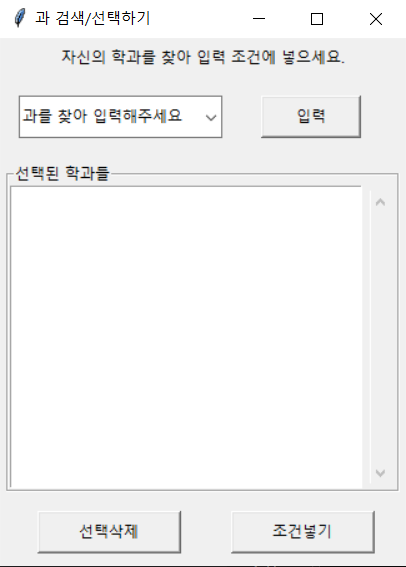 과 검색/선택하기
자신의 학과를 찾아 입력 조건에 넣으세요.
과를 찾아 입력해주세요
입력
선택된 학과들
선택삭제
조건넣기